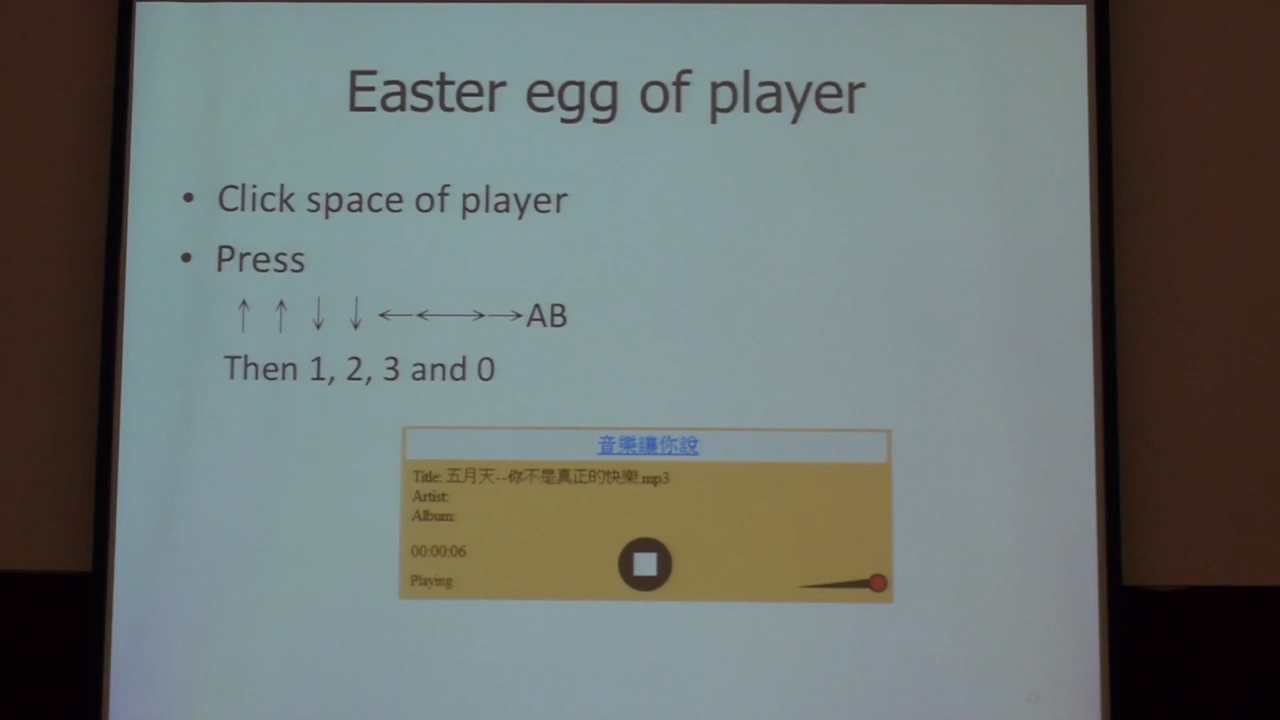 Easter egg of player
• Click space of player
• Press
↑ ↑ ↓ ↓ ←←→→AB
Then 1, 2, 3 and 0
音樂讓你說
Title: 五月天--你不是真正的快樂.mp3
Artist:
Album:
00:00:06
Playing